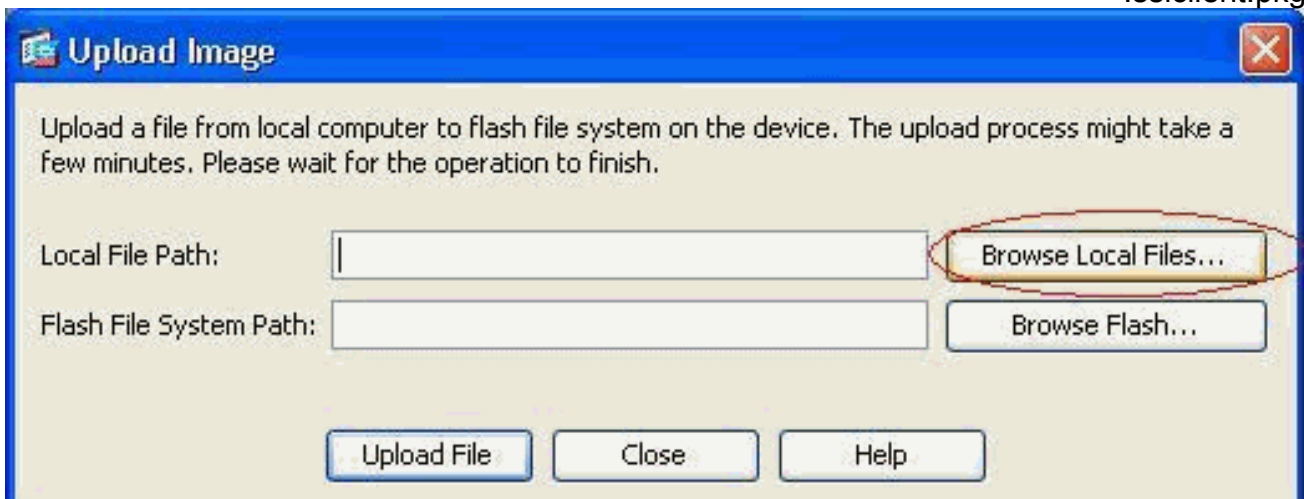 Upload Image
Upload a file from local computer to flash file system on the device. The upload process might take a
few minutes. Please wait for the operation to finish.
Local File Path:
Browse Local Files...
Flash File System Path:
Browse Flash...
Upload File
Close
Help